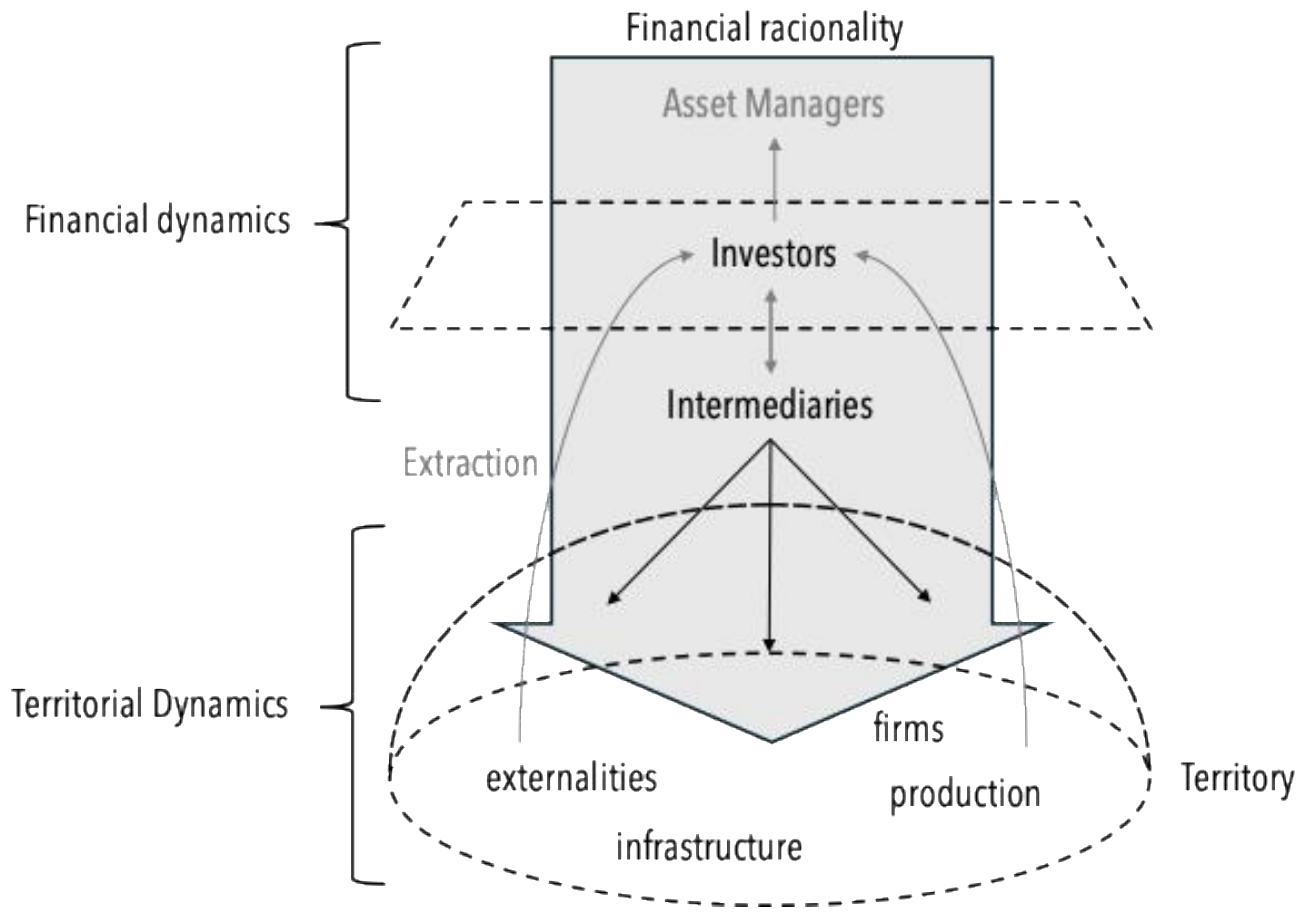 Financial racionality
Asset Managers
Financial dynamics
Investors
Intermediaries
Extraction
Territorial Dynamics
firms
externalities
production
Territory
infrastructure